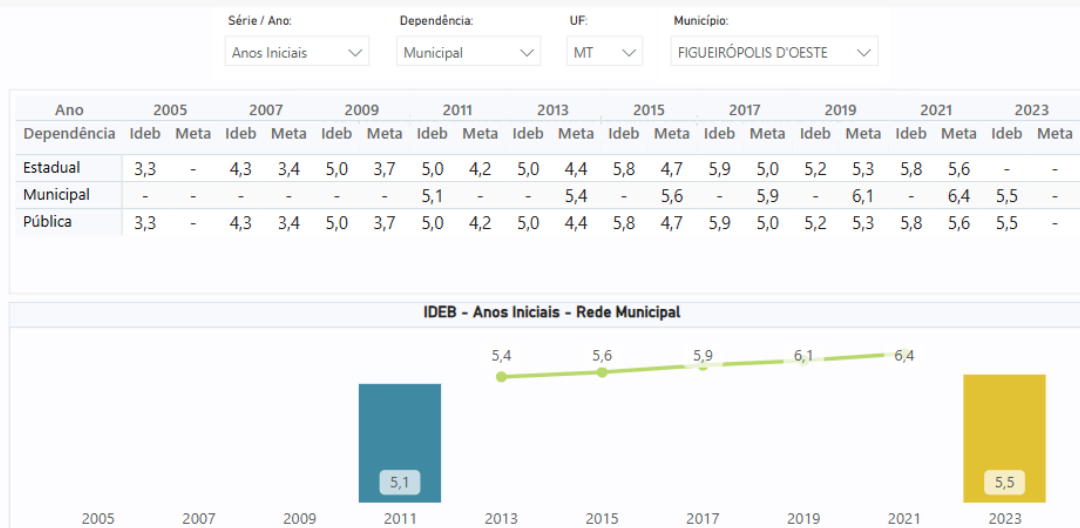 Série / Ano: Dependência: UF: Município:
Anos Iniciais Municipal MT FIGUEIRÓPOLIS D'OESTE
Ano 2005 2007 2009 2011 2013 2015 2017 2019 2021 2023
Dependência Ideb Meta Ideb Meta Ideb Meta Ideb Meta Ideb Meta Ideb Meta Ideb Meta Ideb Meta Ideb Meta Ideb Meta
Estadual 3,3 - 4,3 3,4 5,0 3,7 5,0 4,2 5,0 4,4 5,8 4,7 5,9 5,0 5,2 5,3 5,8 5,6 - -
Municipal - - - - - - 5,1 - - 5,4 - 5,6 - 5,9 - 6,1 - 6,4 5,5 -
Pública 3,3 - 4,3 3,4 5,0 3,7 5,0 4,2 5,0 4,4 5,8 4,7 5,9 5,0 5,2 5,3 5,8 5,6 5,5 -
IDEB - Anos Iniciais - Rede Municipal
5,4 5,6 5,9 6,1 6,4
5,1 5,5
2005 2007 2009 2011 2013 2015 2017 2019 2021 2023